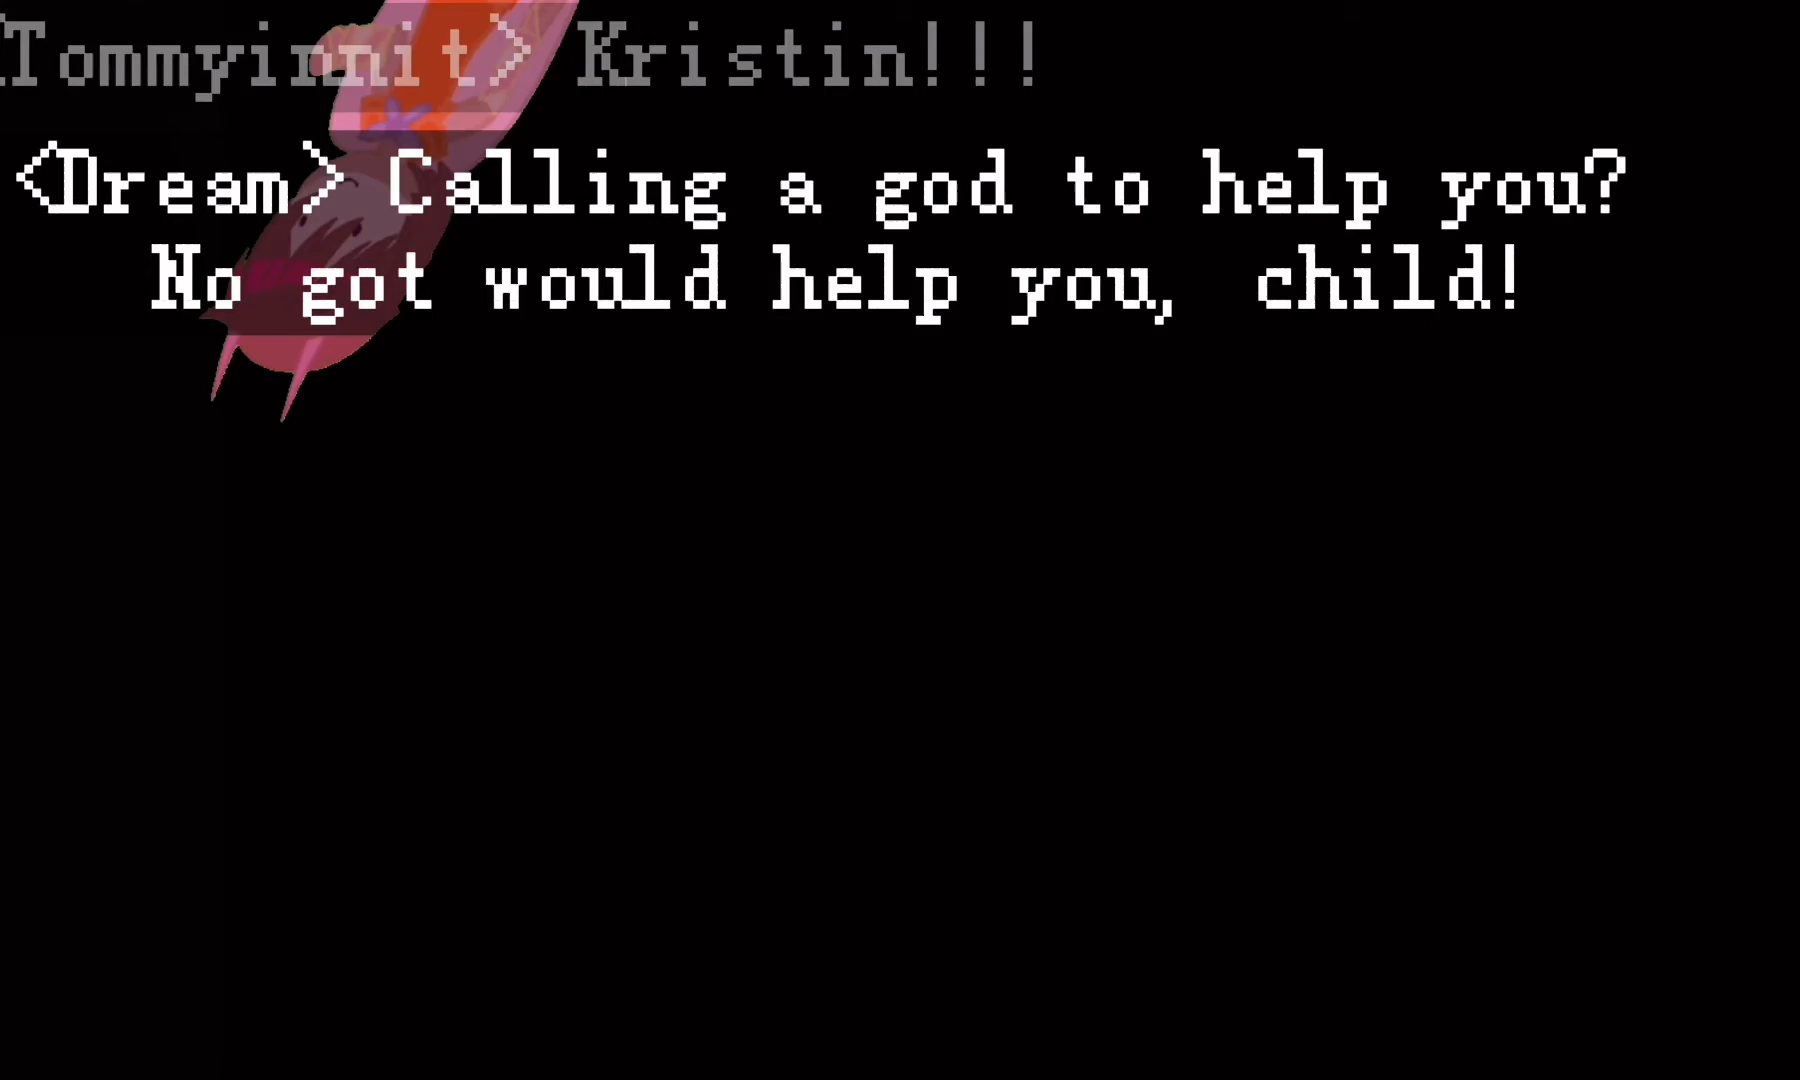 Tommyinnit> Kristin!!!
<Dream> Calling a god to help you?
No got would help you, child!